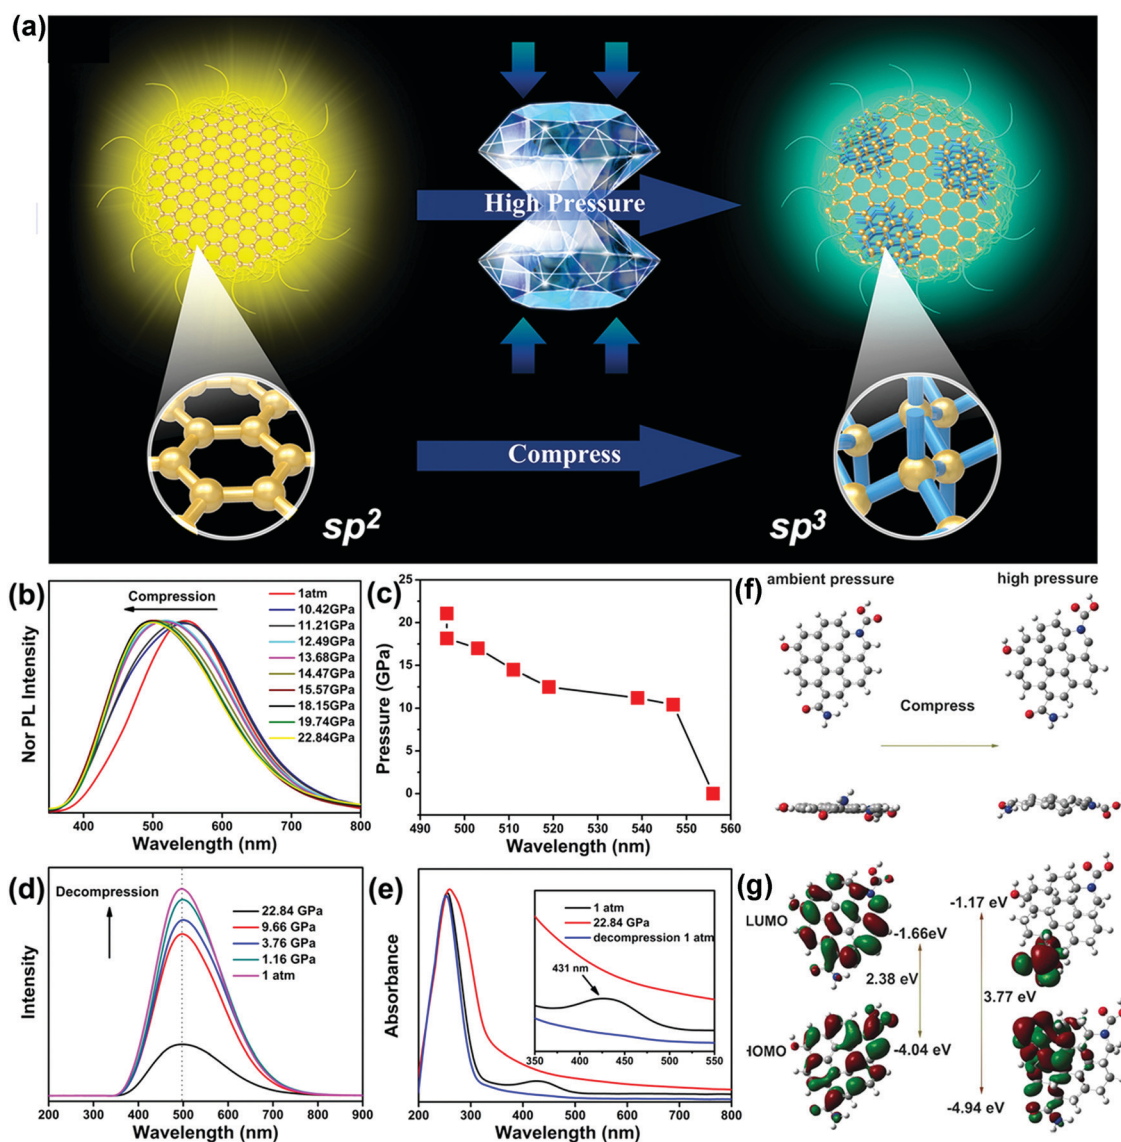 (a)
High Pressure
Compress
sp2
sp3
(b)
Compression
1atm
10.42GPa
11.21GPa
12.49GPa
13.68GPa
14.47GPa
15.57GPa
18.15GPa
19.74GPa
22.84GPa
Nor PL Intensity
400 500 600 700 800
Wavelength (nm)
(c)
25
20
15
10
5
0
Pressure (GPa)
490 500 510 520 530 540 550 560
Wavelength (nm)
(d)
Decompression
22.84 GPa
9.66 GPa
3.76 GPa
1.16 GPa
1 atm
Intensity
200 300 400 500 600 700 800 900
Wavelength (nm)
(e)
1 atm
22.84 GPa
decompression 1 atm
431 nm
350 400 450 500 550
Absorbance
200 300 400 500 600 700 800
Wavelength (nm)
(f)
ambient pressure
high pressure
Compress
(g)
LUMO
-1.66eV
-1.17 eV
2.38 eV
3.77 eV
HOMO
-4.04 eV
-4.94 eV